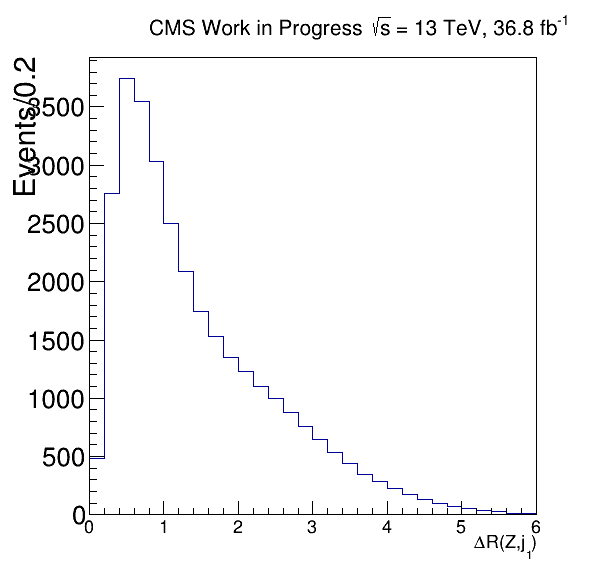 CMS Work in Progress √s = 13 TeV, 36.8 fb⁻¹
Events/0.2
3500
3000
2500
2000
1500
1000
500
0
0 1 2 3 4 5 6
ΔR(Z,j₁)